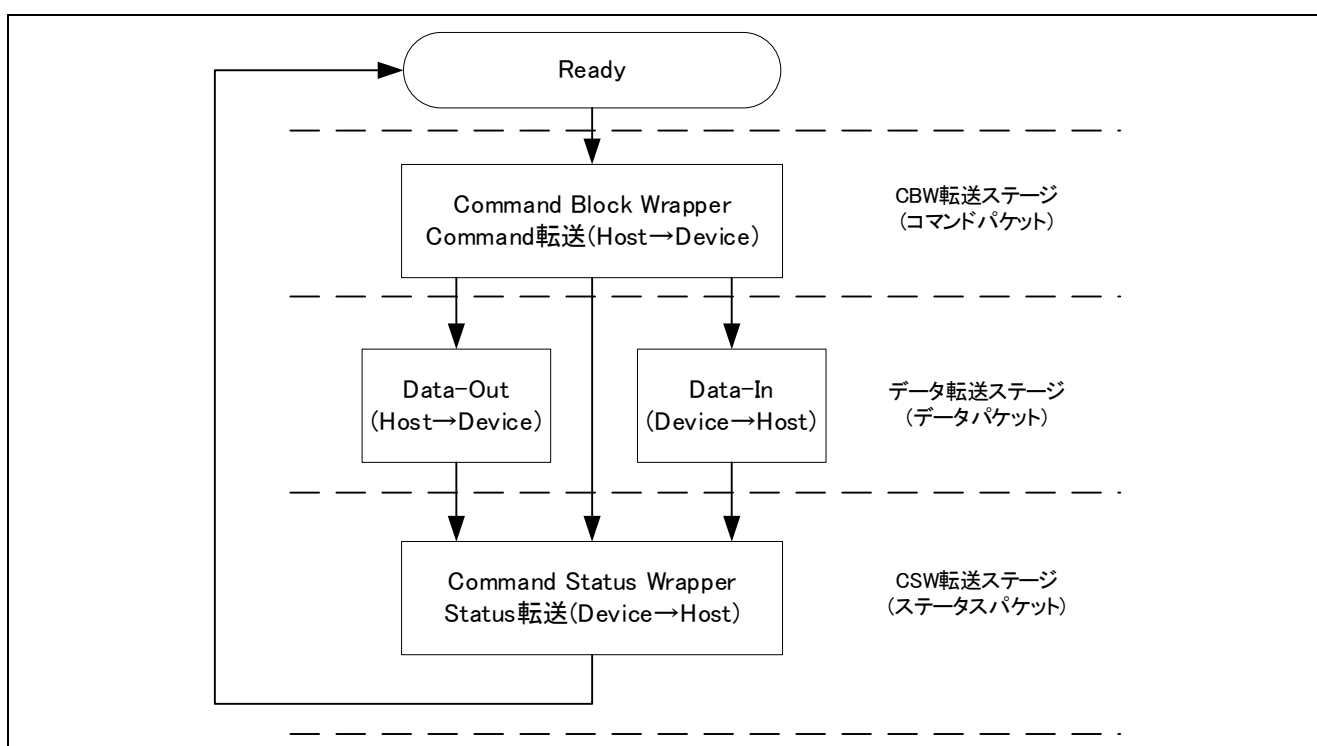 Ready
Command Block Wrapper
Command転送(Host→Device)
CBW転送ステージ
(コマンドパケット)
Data-Out
(Host→Device)
Data-In
(Device→Host)
データ転送ステージ
(データパケット)
Command Status Wrapper
Status転送(Device→Host)
CSW転送ステージ
(ステータスパケット)